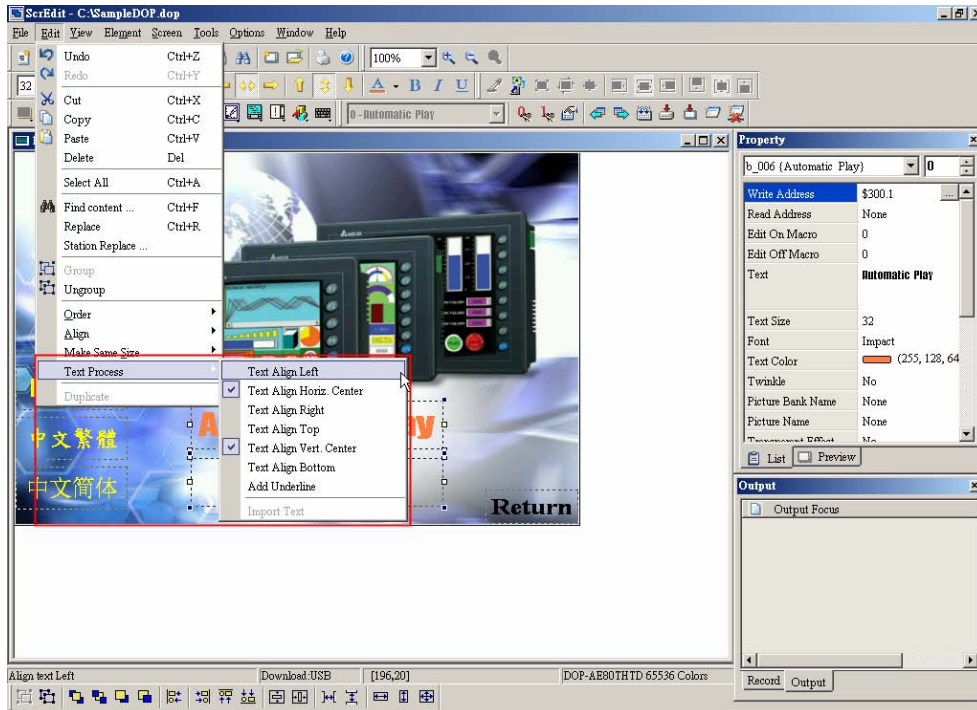 ScrEdit - C:\SampleDOP.dop
File Edit View Element Screen Tools Options Window Help
Undo Ctrl+Z
100%
Redo Ctrl+Y
32
A B I U
Cut Ctrl+X
Copy Ctrl+C
0 - Automatic Play
Paste Ctrl+V
Delete Del
Select All Ctrl+A
Find content ... Ctrl+F
Replace Ctrl+R
Station Replace ...
Group
Ungroup
Order
Align
Make Same Size
Text Process
Duplicate
Text Align Left
Text Align Horiz. Center
Text Align Right
Text Align Top
Text Align Vert. Center
Text Align Bottom
Add Underline
Import Text
中文繁體
中文简体
Return
Property
b_006 {Automatic Play} 0
Write Address $300.1 ...
Read Address None
Edit On Macro 0
Edit Off Macro 0
Text Automatic Play
Text Size 32
Font Impact
Text Color (255, 128, 64
Twinkle No
Picture Bank Name None
Picture Name None
Transparent Effect No
List Preview
Output
Output Focus
Record Output
Align text Left Download:USB [196,20] DOP-AE80THTD 65536 Colors